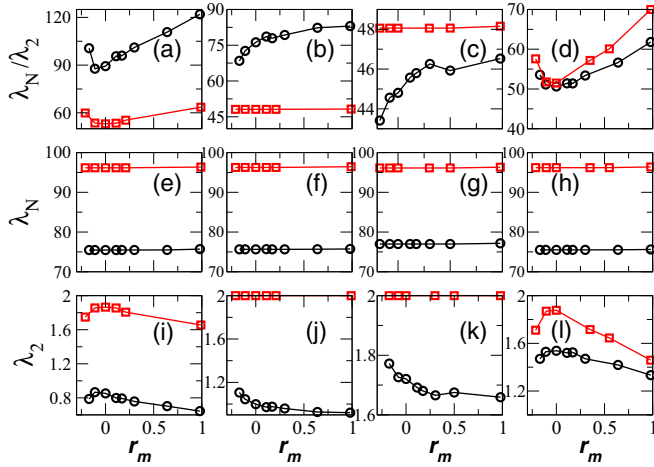 λN/λ2 120 90 60 (a) 90 75 60 45 (b) 48 46 44 (c) 70 60 50 40 (d)
λN 100 90 80 70 (e) 100 90 80 70 (f) 100 90 80 70 (g) 100 90 80 70 (h)
λ2 2 1.6 1.2 0.8 (i) 2 1.6 1.2 (j) 2 1.8 1.6 (k) 2 1.6 1.2 (l)
0 0.5 1 0 0.5 1 0 0.5 1 0 0.5 1
rm rm rm rm